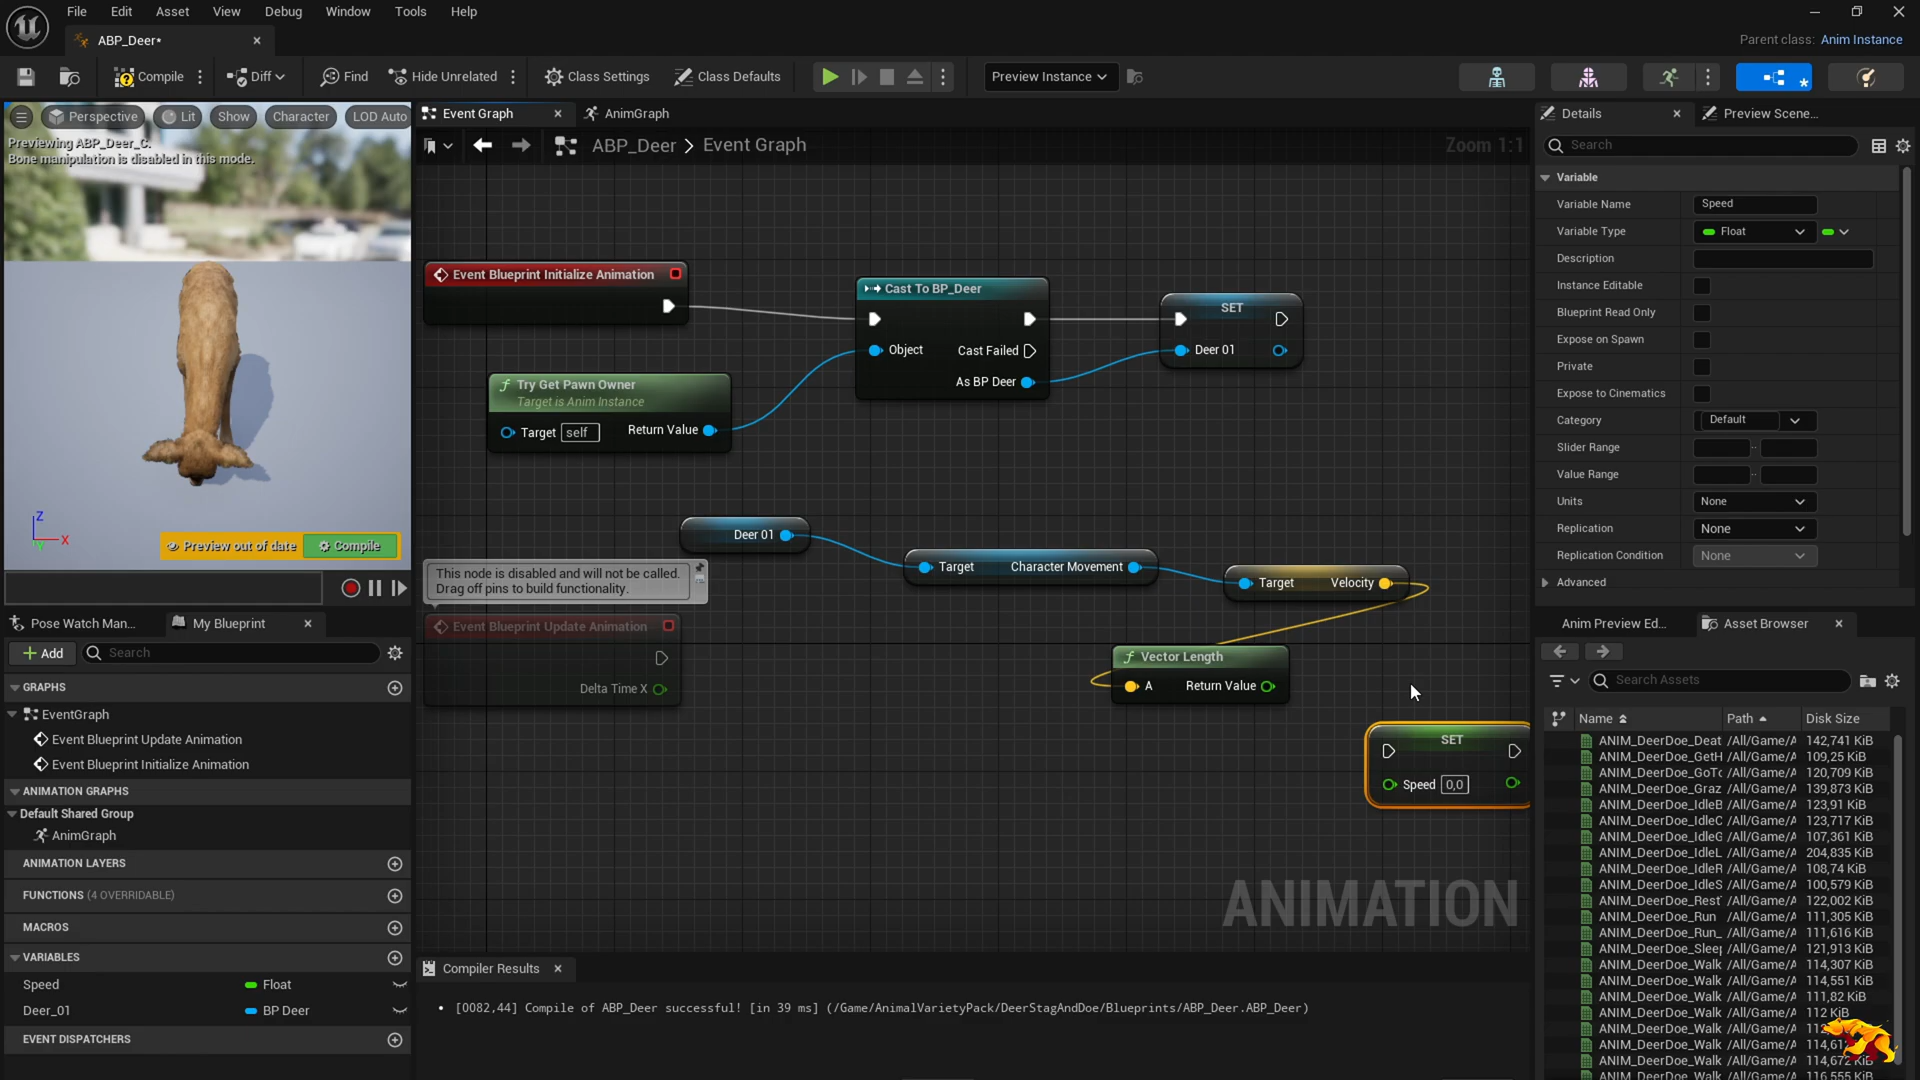 File Edit Asset View Debug Window Tools Help
ABP_Deer*
Parent class: Anim Instance
Compile Diff Find Hide Unrelated Class Settings Class Defaults Preview Instance
Perspective Lit Show Character LOD Auto
Previewing ABP_Deer_C.
Bone manipulation is disabled in this mode.
Z
X
Y
Preview out of date Compile
Event Graph AnimGraph
ABP_Deer > Event Graph
Zoom 1:1
Event Blueprint Initialize Animation
Cast To BP_Deer
Object Cast Failed
As BP Deer
SET
Deer 01
Try Get Pawn Owner
Target is Anim Instance
Target self Return Value
Deer 01
Target Character Movement
Target Velocity
This node is disabled and will not be called.
Drag off pins to build functionality.
Event Blueprint Update Animation
Delta Time X
Vector Length
A Return Value
SET
Speed 0,0
ANIMATION
Pose Watch Man... My Blueprint
Add Search
GRAPHS
EventGraph
Event Blueprint Update Animation
Event Blueprint Initialize Animation
ANIMATION GRAPHS
Default Shared Group
AnimGraph
ANIMATION LAYERS
FUNCTIONS (4 OVERRIDABLE)
MACROS
VARIABLES
Speed Float
Deer_01 BP Deer
EVENT DISPATCHERS
Compiler Results
[0082,44] Compile of ABP_Deer successful! [in 39 ms] (/Game/AnimalVarietyPack/DeerStagAndDoe/Blueprints/ABP_Deer.ABP_Deer)
Details Preview Scene...
Search
Variable
Variable Name Speed
Variable Type Float
Description
Instance Editable
Blueprint Read Only
Expose on Spawn
Private
Expose to Cinematics
Category Default
Slider Range
Value Range
Units None
Replication None
Replication Condition None
Advanced
Anim Preview Ed... Asset Browser
Search Assets
Name Path Disk Size
ANIM_DeerDoe_Deat /All/Game/A 142,741 KiB
ANIM_DeerDoe_GetH /All/Game/A 109,25 KiB
ANIM_DeerDoe_GoTo /All/Game/A 120,709 KiB
ANIM_DeerDoe_Graz /All/Game/A 139,873 KiB
ANIM_DeerDoe_IdleB /All/Game/A 123,91 KiB
ANIM_DeerDoe_IdleC /All/Game/A 123,717 KiB
ANIM_DeerDoe_IdleG /All/Game/A 107,361 KiB
ANIM_DeerDoe_IdleL /All/Game/A 204,835 KiB
ANIM_DeerDoe_IdleR /All/Game/A 108,74 KiB
ANIM_DeerDoe_IdleS /All/Game/A 100,579 KiB
ANIM_DeerDoe_Rest /All/Game/A 122,002 KiB
ANIM_DeerDoe_Run /All/Game/A 111,305 KiB
ANIM_DeerDoe_Run_ /All/Game/A 111,616 KiB
ANIM_DeerDoe_Sleep /All/Game/A 121,913 KiB
ANIM_DeerDoe_Walk /All/Game/A 114,307 KiB
ANIM_DeerDoe_Walk /All/Game/A 114,551 KiB
ANIM_DeerDoe_Walk /All/Game/A 111,82 KiB
ANIM_DeerDoe_Walk /All/Game/A 112 KiB
ANIM_DeerDoe_Walk /All/Game/A
ANIM_DeerDoe_Walk /All/Game/A
ANIM_DeerDoe_Walk /All/Game/A 114,672 KiB
ANIM_DeerDoe_Walk /All/Game/A 116,555 KiB